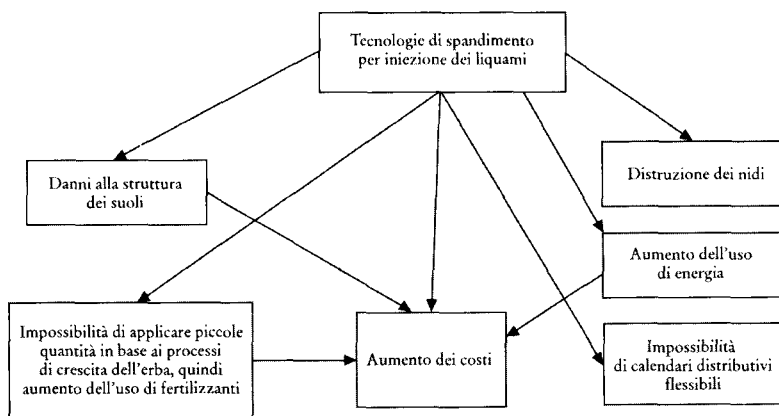 Tecnologie di spandimento
per iniezione dei liquami
Danni alla struttura
dei suoli
Distruzione dei nidi
Aumento dell'uso
di energia
Impossibilità di applicare piccole
quantità in base ai processi
di crescita dell'erba, quindi
aumento dell'uso di fertilizzanti
Aumento dei costi
Impossibilità
di calendari distributivi
flessibili